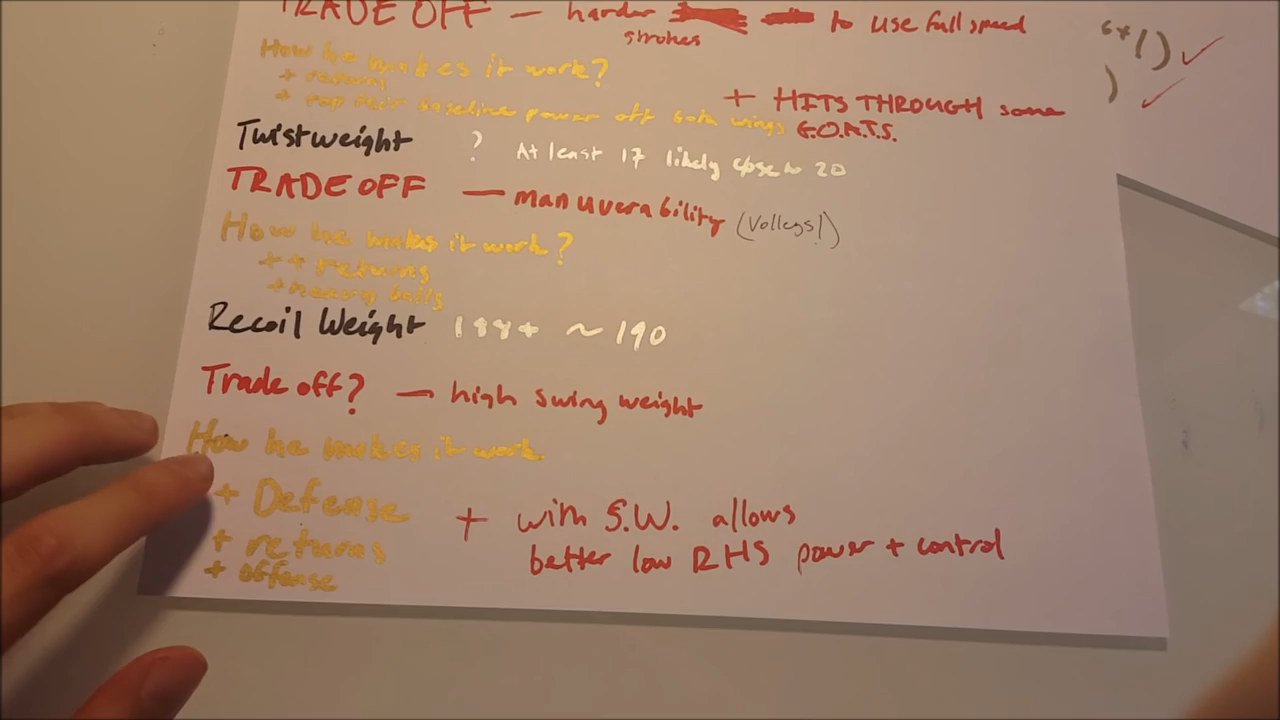 TRADE OFF — harder to use full speed
strokes
How he makes it work?
+ returns
+ top tier baseline power off both wings
+ HITS THROUGH some
G.O.A.T.S.
Twistweight ? At least 17 likely close to 20
TRADE OFF — manuverability (Volleys!)
How he makes it work?
++ returns
+ heavy balls
Recoil Weight 188+ ~190
Trade off? — high swing weight
How he makes it work.
+ Defense
+ returns
+ offense
+ with S.W. allows
better low RHS power + control